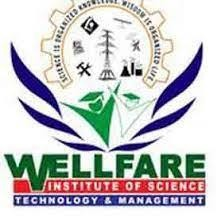 SCIENCE IS ORGANIZED KNOWLEDGE, WISDOM IS ORGANIZED LIFE.
WELLFARE
INSTITUTE OF SCIENCE
TECHNOLOGY & MANAGEMENT